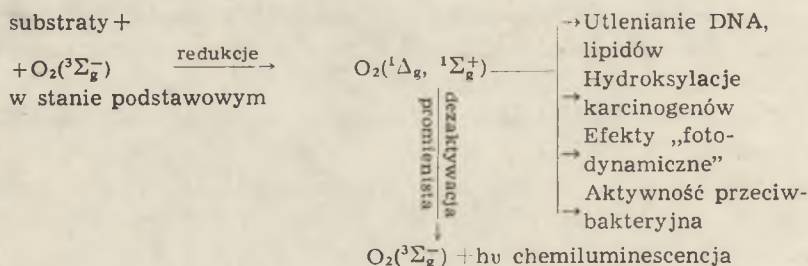 substraty +
+O₂(³Σg⁻) redukcje O₂(¹Δg, ¹Σg⁺)
w stanie podstawowym
→Utlenianie DNA,
lipidów
Hydroksylacje
→karcinogenów
Efekty „foto-
→dynamiczne”
Aktywność przeciw-
→bakteryjna
dezaktywacja
promienista
O₂(³Σg⁻) +hυ chemiluminescencja